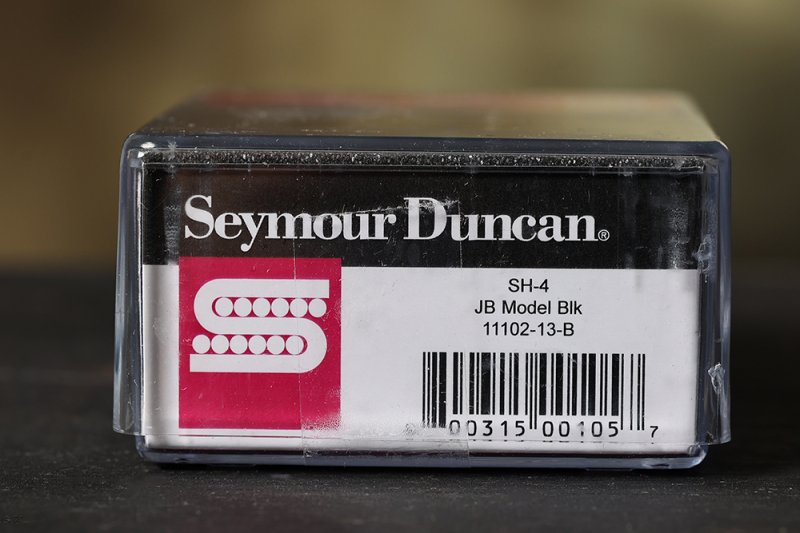 Seymour Duncan®
SH-4
JB Model Blk
11102-13-B
00315 00105 7